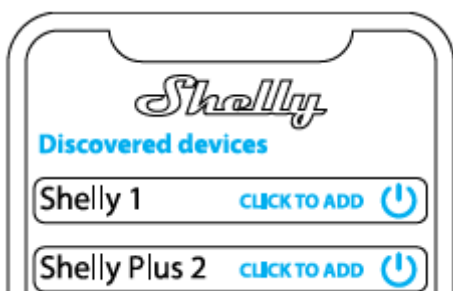 Shelly
Discovered devices
Shelly 1 CLICK TO ADD
Shelly Plus 2 CLICK TO ADD